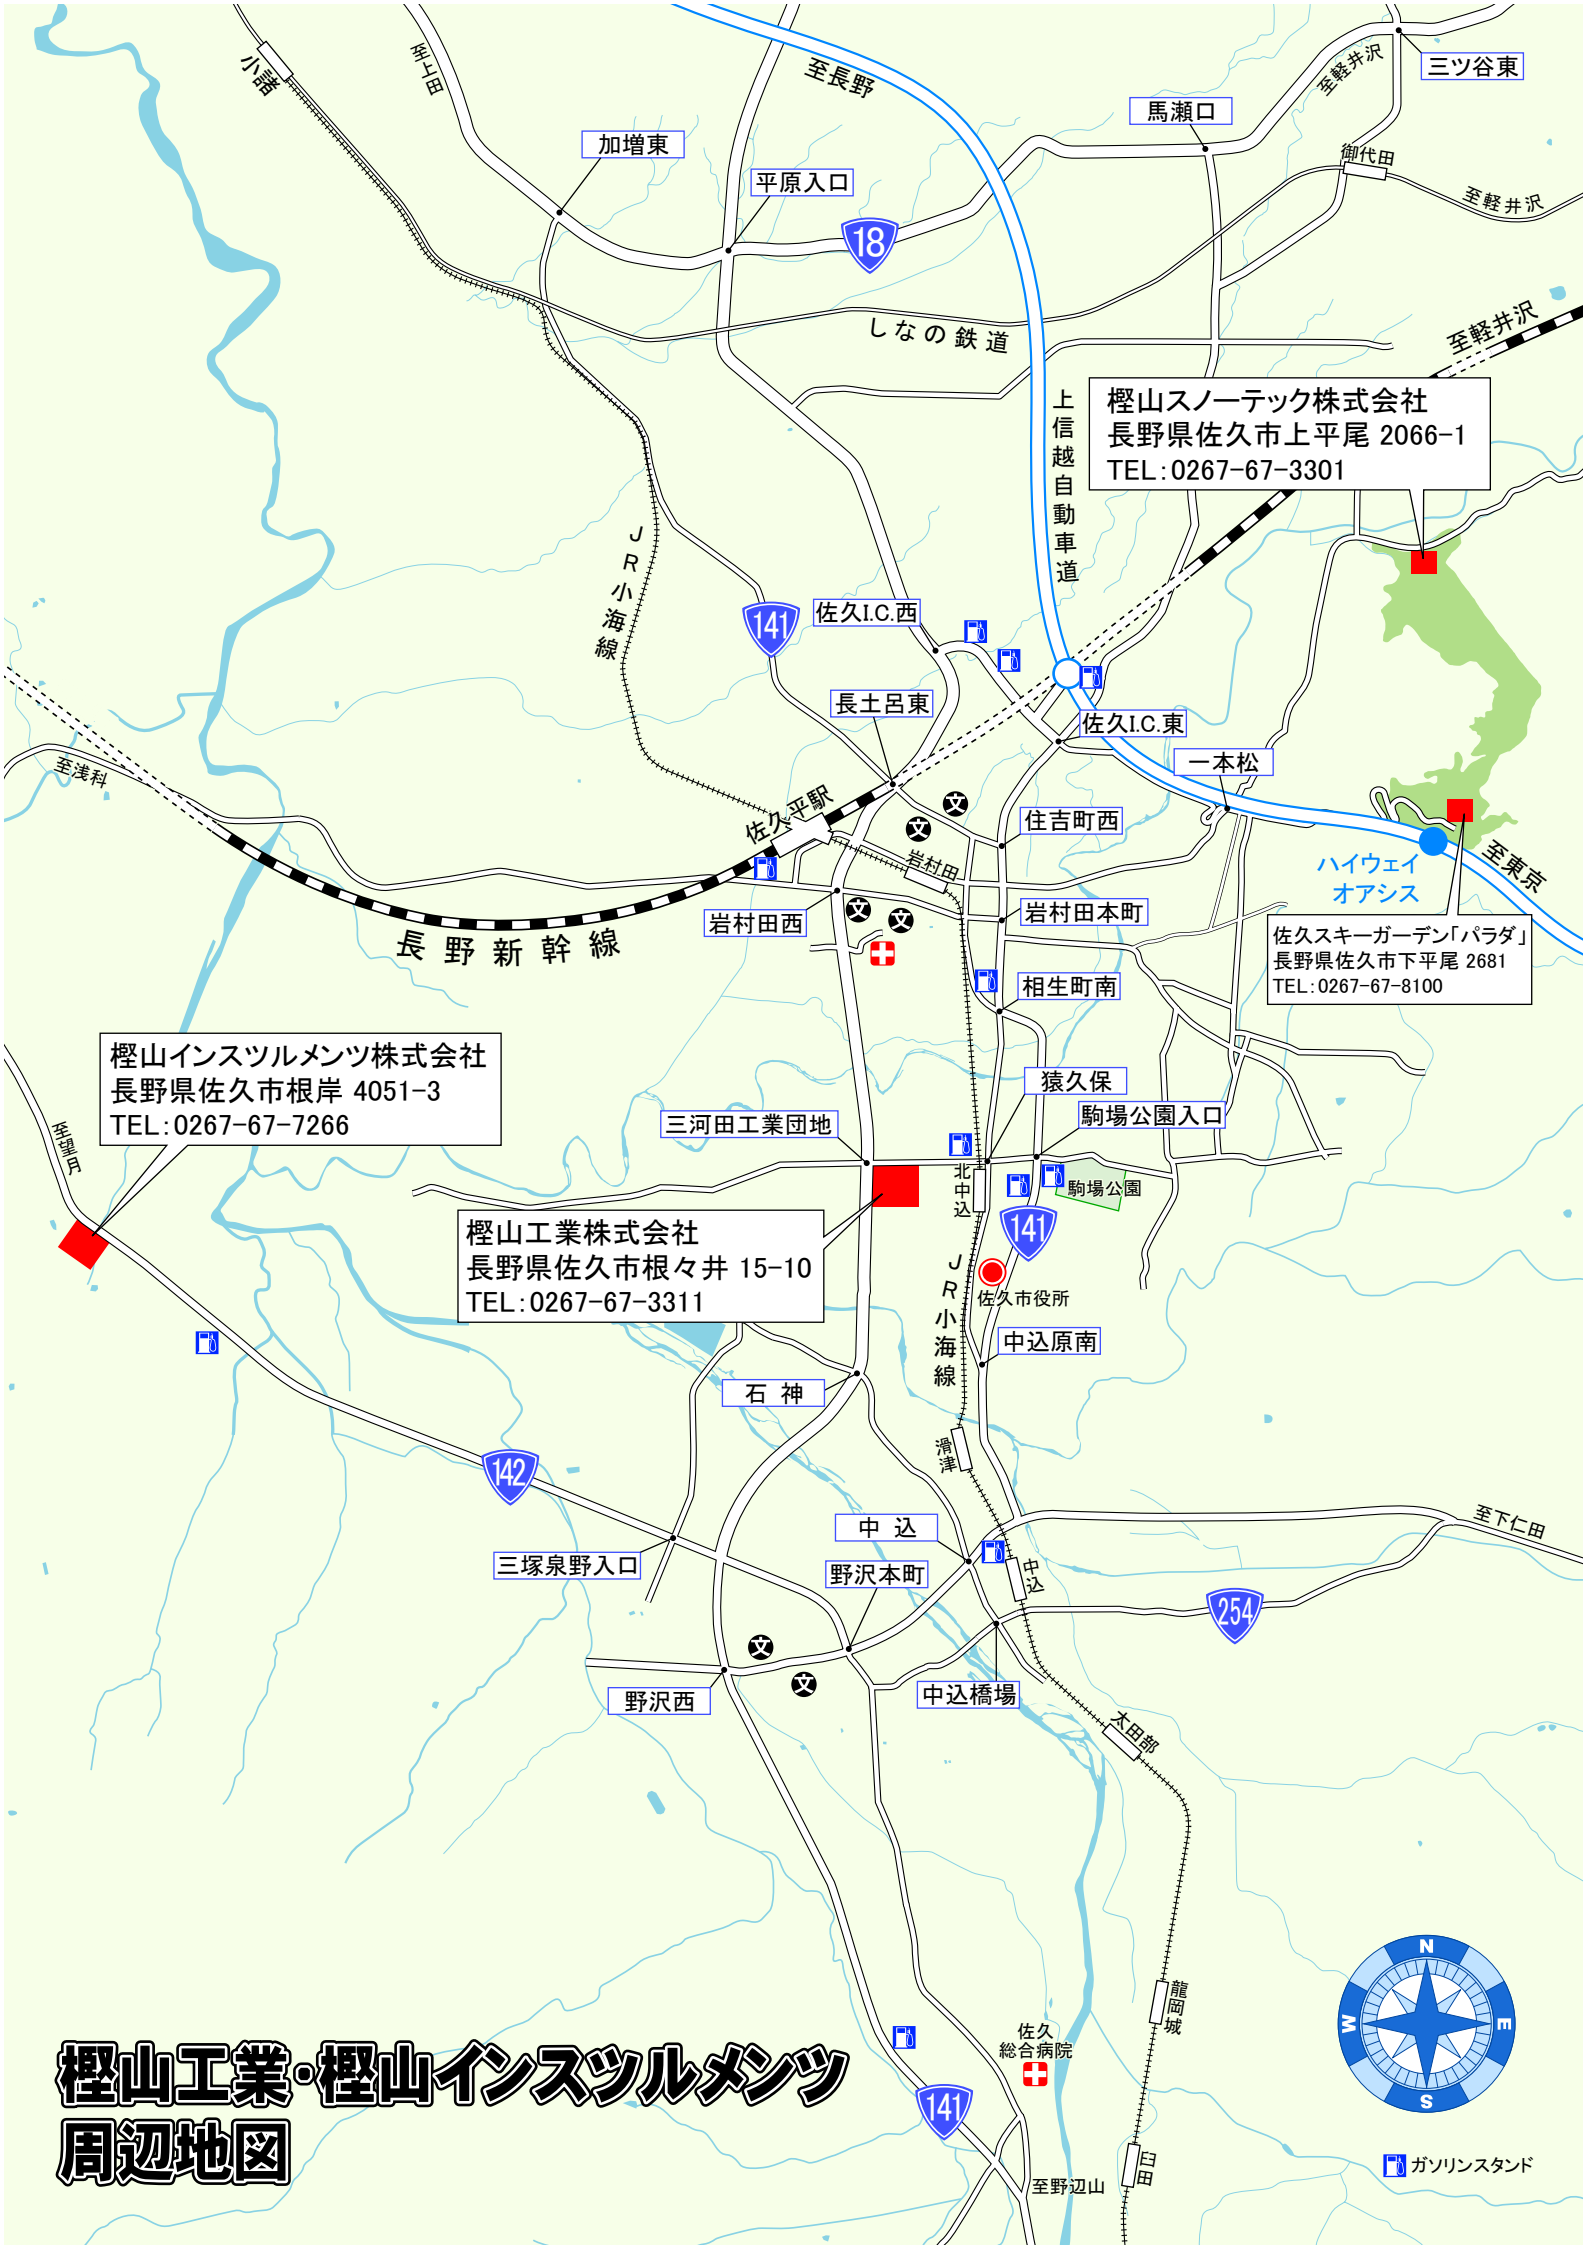 小諸
至上田
至長野
至軽井沢
三ツ谷東
馬瀬口
加増東
御代田
平原入口
至軽井沢
18
しなの鉄道
至軽井沢
上信越自動車道
樫山スノーテック株式会社
長野県佐久市上平尾 2066-1
TEL:0267-67-3301
JR小海線
141
佐久I.C.西
長土呂東
佐久I.C.東
一本松
至浅科
佐久平駅
住吉町西
文
文
岩村田
ハイウェイ
オアシス
至東京
岩村田西
文
文
岩村田本町
長野新幹線
佐久スキーガーデン「パラダ」
長野県佐久市下平尾 2681
TEL:0267-67-8100
相生町南
樫山インスツルメンツ株式会社
長野県佐久市根岸 4051-3
TEL:0267-67-7266
猿久保
三河田工業団地
駒場公園入口
至望月
北中込
駒場公園
樫山工業株式会社
長野県佐久市根々井 15-10
TEL:0267-67-3311
141
JR小海線
佐久市役所
中込原南
石神
滑津
142
中込
至下仁田
三塚泉野入口
野沢本町
中込
254
文
文
野沢西
中込橋場
太田部
龍岡城
N
W
E
S
佐久
総合病院
樫山工業・樫山インスツルメンツ
周辺地図
141
臼田
至野辺山
ガソリンスタンド